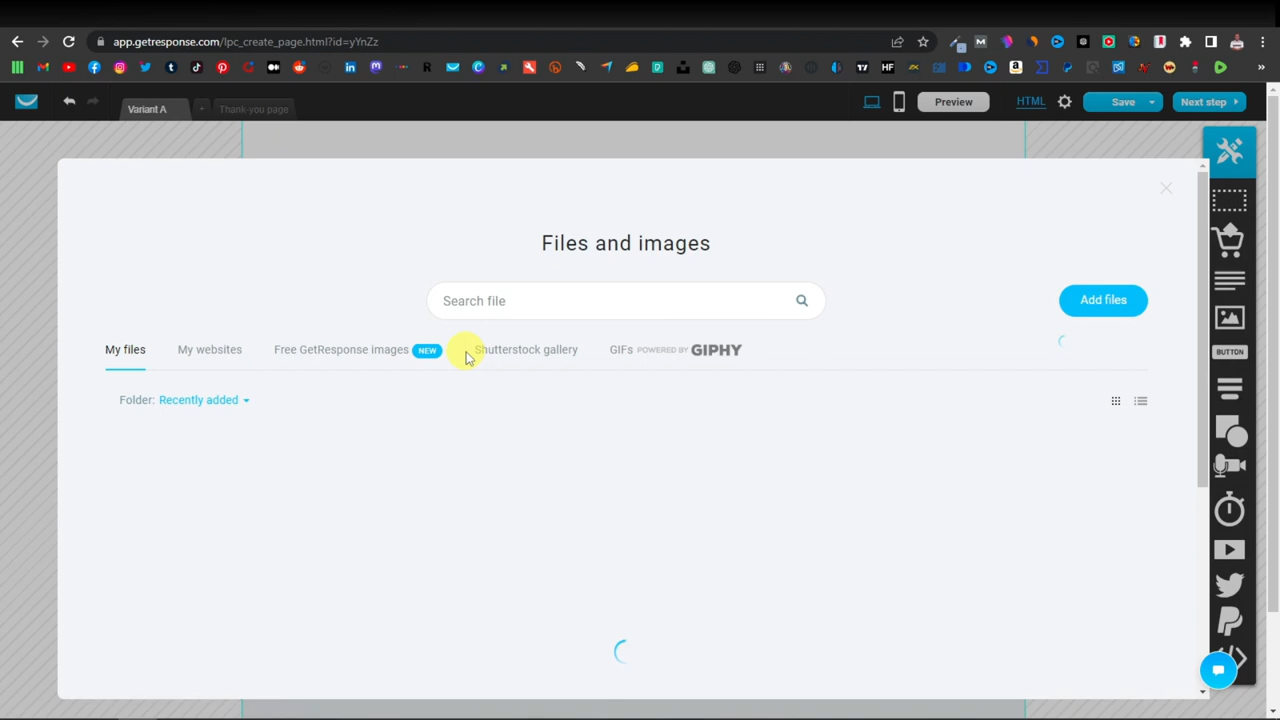 app.getresponse.com/lpc_create_page.html?id=yYnZz
Variant A
Thank-you page
Preview
HTML
Save
Next step
Files and images
Search file
Add files
My files
My websites
Free GetResponse images NEW
Shutterstock gallery
GIFs POWERED BY GIPHY
Folder: Recently added
BUTTON